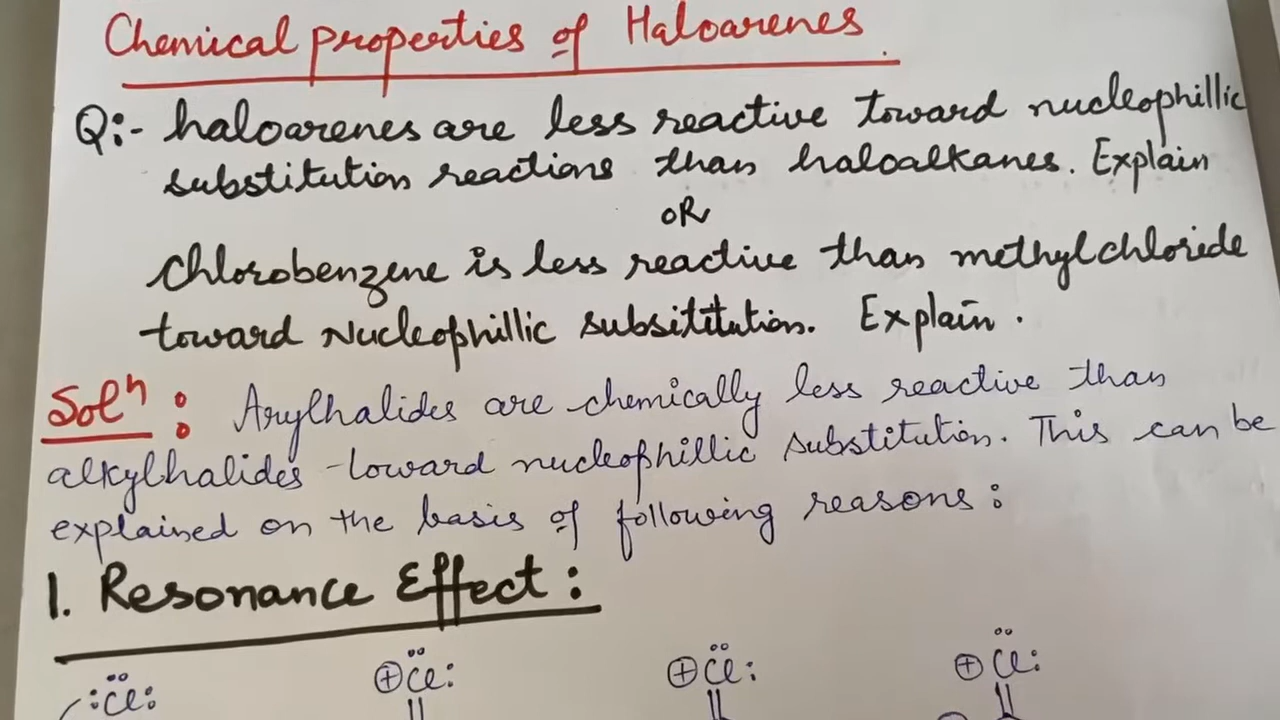 Chemical properties of Haloarenes.
Q:- haloarenes are less reactive toward nucleophillic
substitution reactions than haloalkanes. Explain
OR
Chlorobenzene is less reactive than methylchloride
toward Nucleophillic subsititution. Explain.
Solⁿ: Arylhalides are chemically less reactive than
alkylhalides toward nucleophillic substitution. This can be
explained on the basis of following reasons:
1. Resonance Effect:
:C̈l: ⊕C̈l: ⊕C̈l: ⊕C̈l: